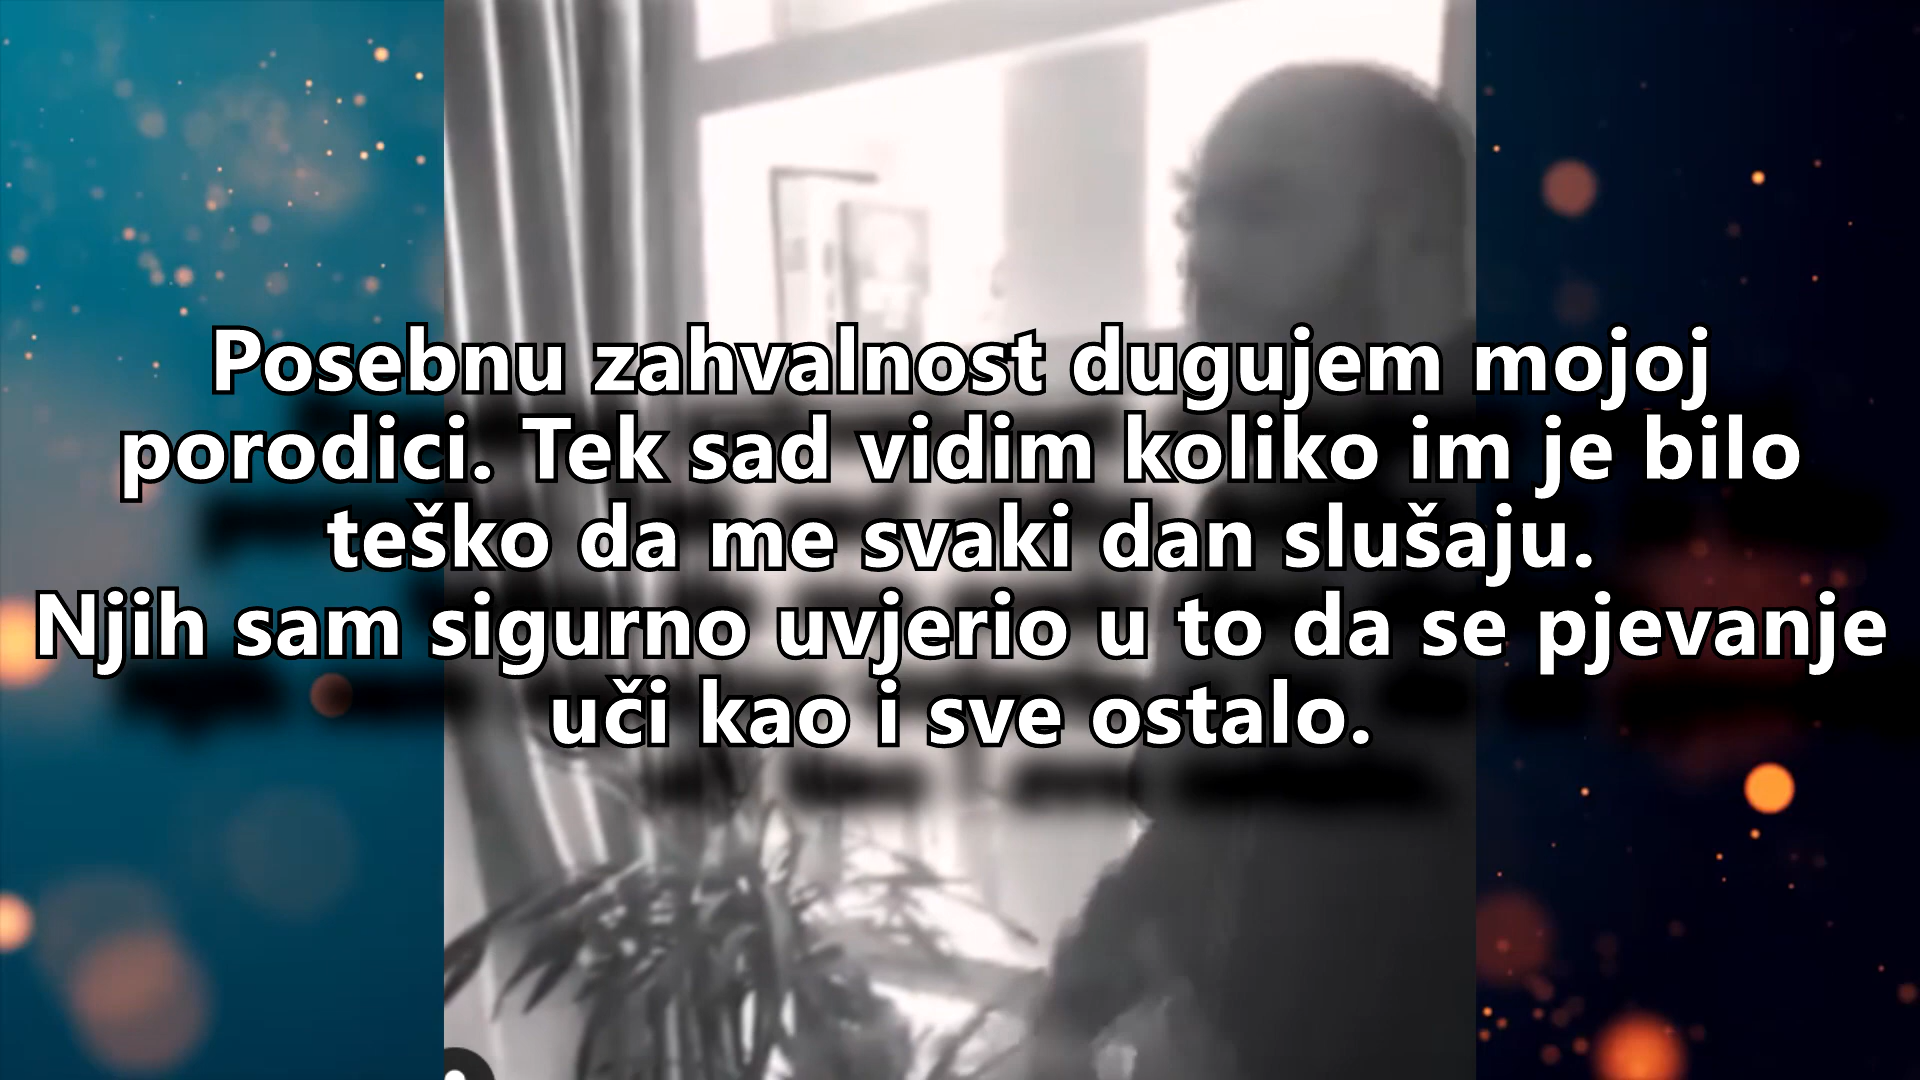 Posebnu zahvalnost dugujem mojoj
porodici. Tek sad vidim koliko im je bilo
teško da me svaki dan slušaju.
Njih sam sigurno uvjerio u to da se pjevanje
uči kao i sve ostalo.